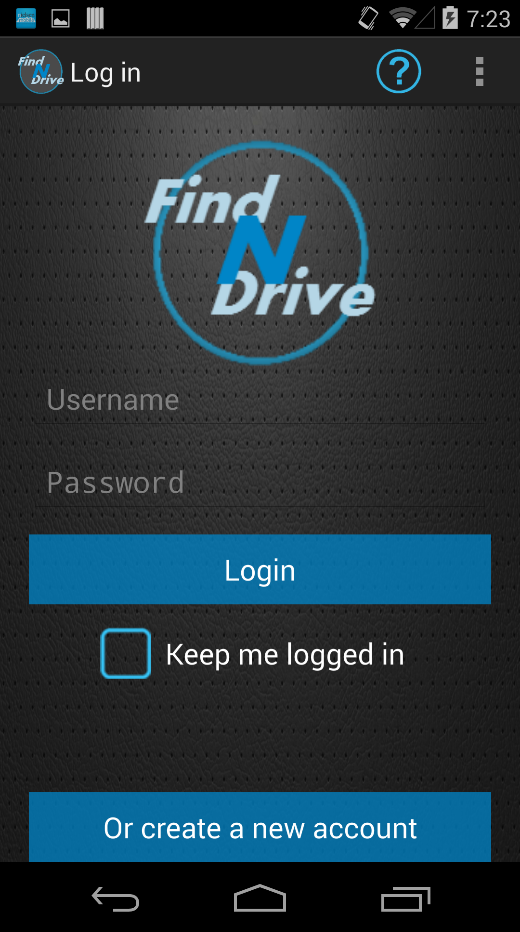 7:23
Find
N
Drive
Log in
?
Find
N
Drive
Username
Password
Login
Keep me logged in
Or create a new account